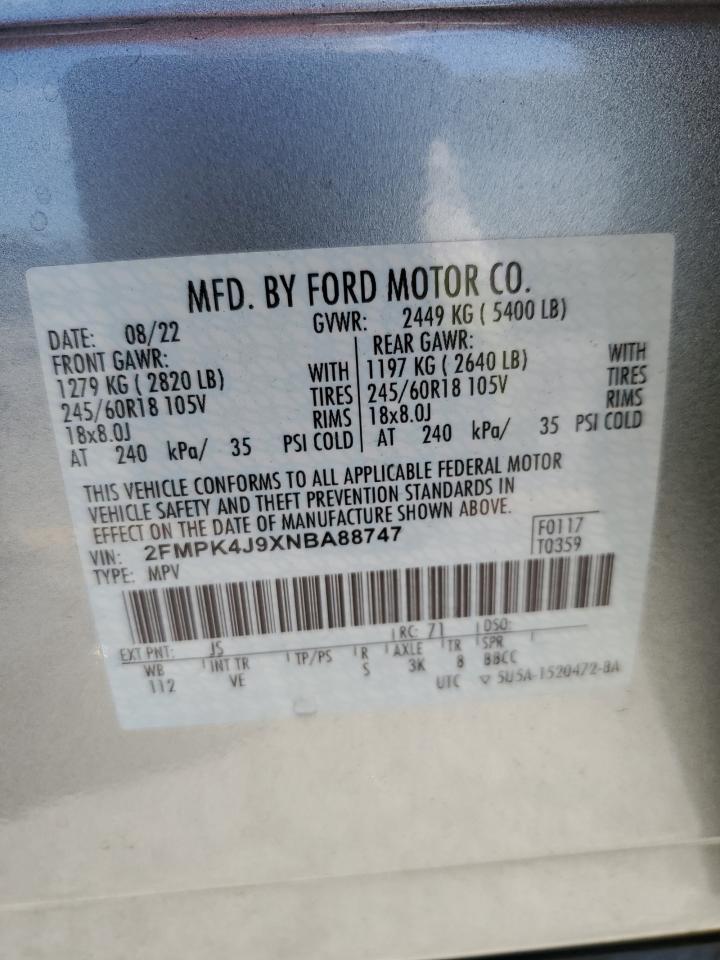 MFD. BY FORD MOTOR CO.
DATE: 08/22 GVWR: 2449 KG ( 5400 LB)
FRONT GAWR: REAR GAWR:
1279 KG ( 2820 LB) WITH 1197 KG ( 2640 LB) WITH
245/60R18 105V TIRES 245/60R18 105V TIRES
18x8.0J RIMS 18x8.0J RIMS
AT 240 kPa/ 35 PSI COLD AT 240 kPa/ 35 PSI COLD
THIS VEHICLE CONFORMS TO ALL APPLICABLE FEDERAL MOTOR
VEHICLE SAFETY AND THEFT PREVENTION STANDARDS IN
EFFECT ON THE DATE OF MANUFACTURE SHOWN ABOVE.
VIN: 2FMPK4J9XNBA88747 F0117
TYPE: MPV T0359
EXT PNT: JS RC: 71 DSO:
WB INT TR TP/PS R AXLE TR SPR
112 VE S 3K 8 BBCC
UTC ▽ 5U5A-1520472-BA